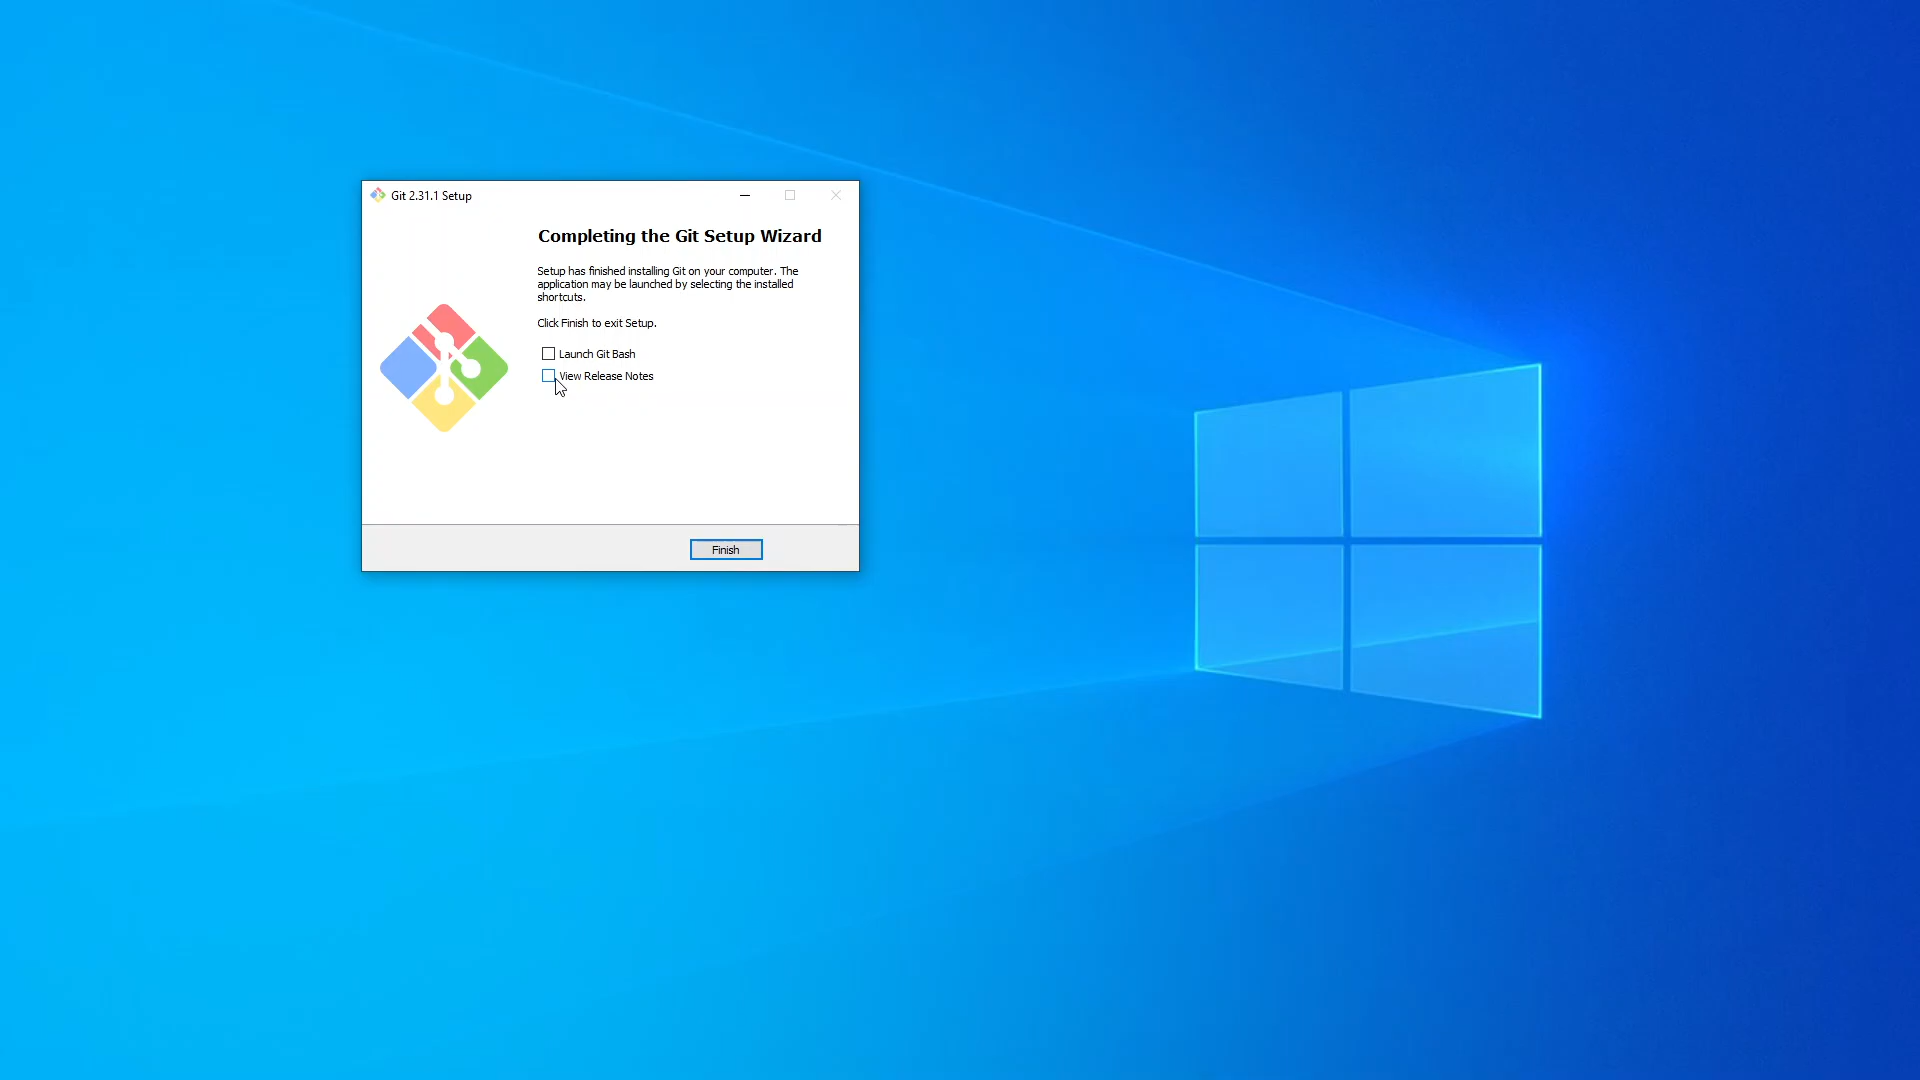 Git 2.31.1 Setup
Completing the Git Setup Wizard
Setup has finished installing Git on your computer. The
application may be launched by selecting the installed
shortcuts.
Click Finish to exit Setup.
Launch Git Bash
View Release Notes
Finish